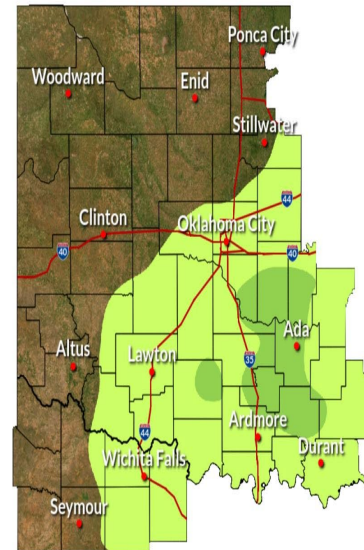 Ponca City
Woodward
Enid
Stillwater
44
Clinton
Oklahoma City
40
40
Ada
Altus
Lawton
35
Ardmore
44
Durant
Wichita Falls
Seymour